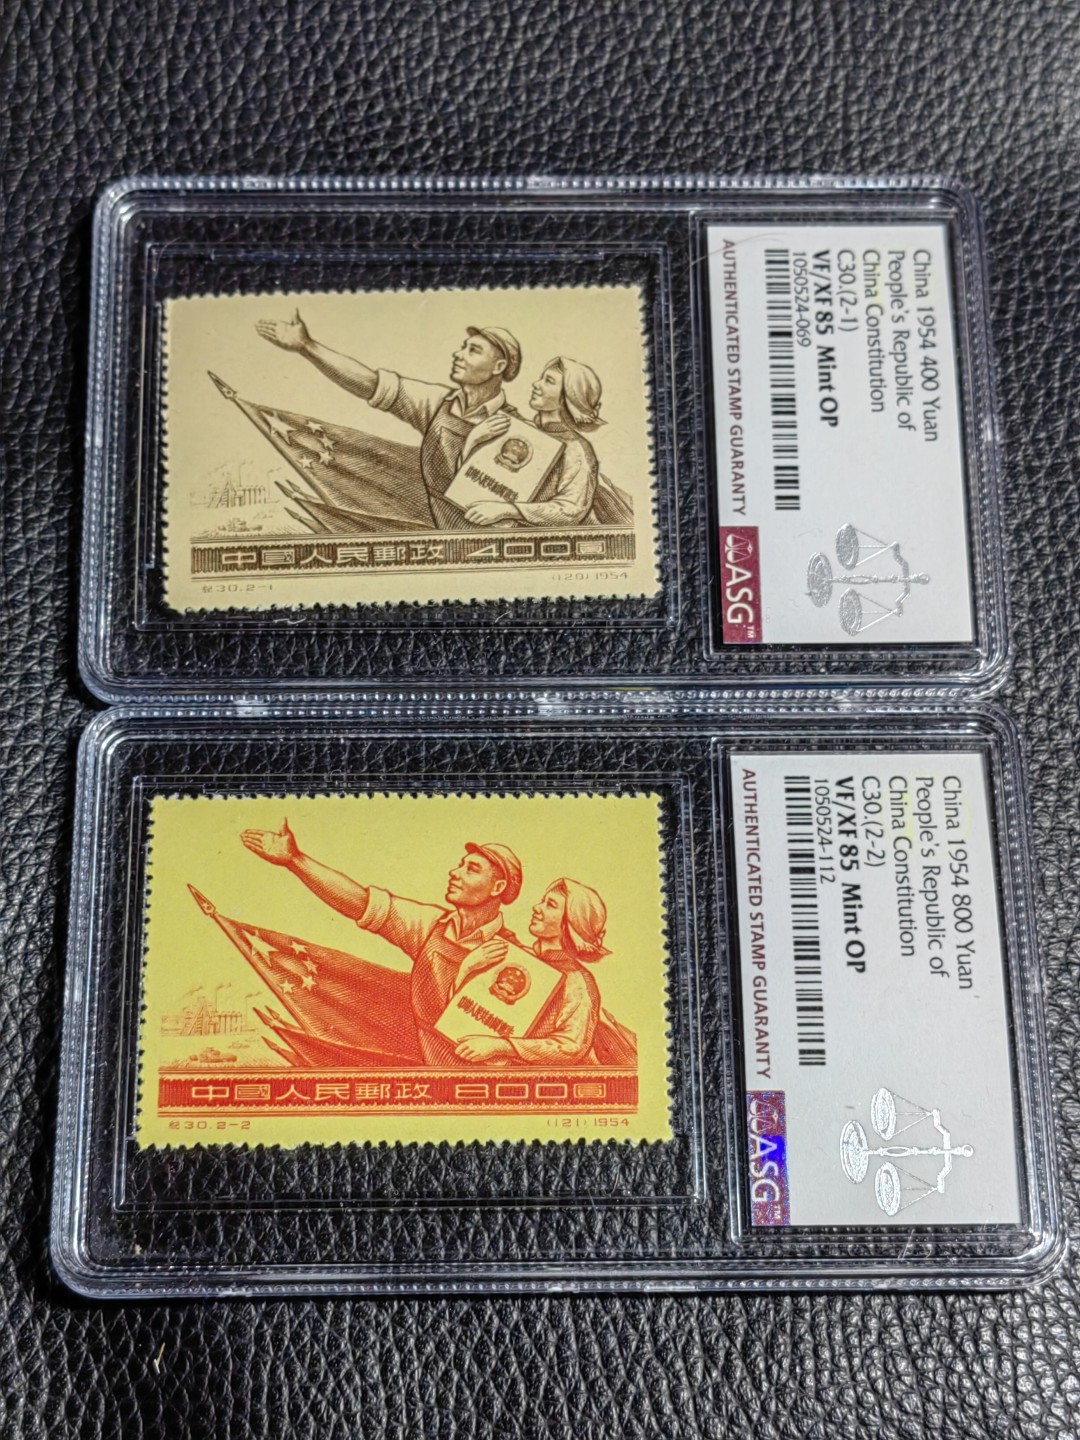 中國人民郵政 400圓
紀30.2-1
(120) 1954
China 1954 400 Yuan
People's Republic of
China Constitution
C30.(2-1)
VF/XF 85 Mint OP
1050524-069
AUTHENTICATED STAMP GUARANTY
ASG™
中國人民郵政 800圓
紀30.2-2
(121) 1954
China 1954 800 Yuan
People's Republic of
China Constitution
C30.(2-2)
VF/XF 85 Mint OP
1050524-112
AUTHENTICATED STAMP GUARANTY
ASG™